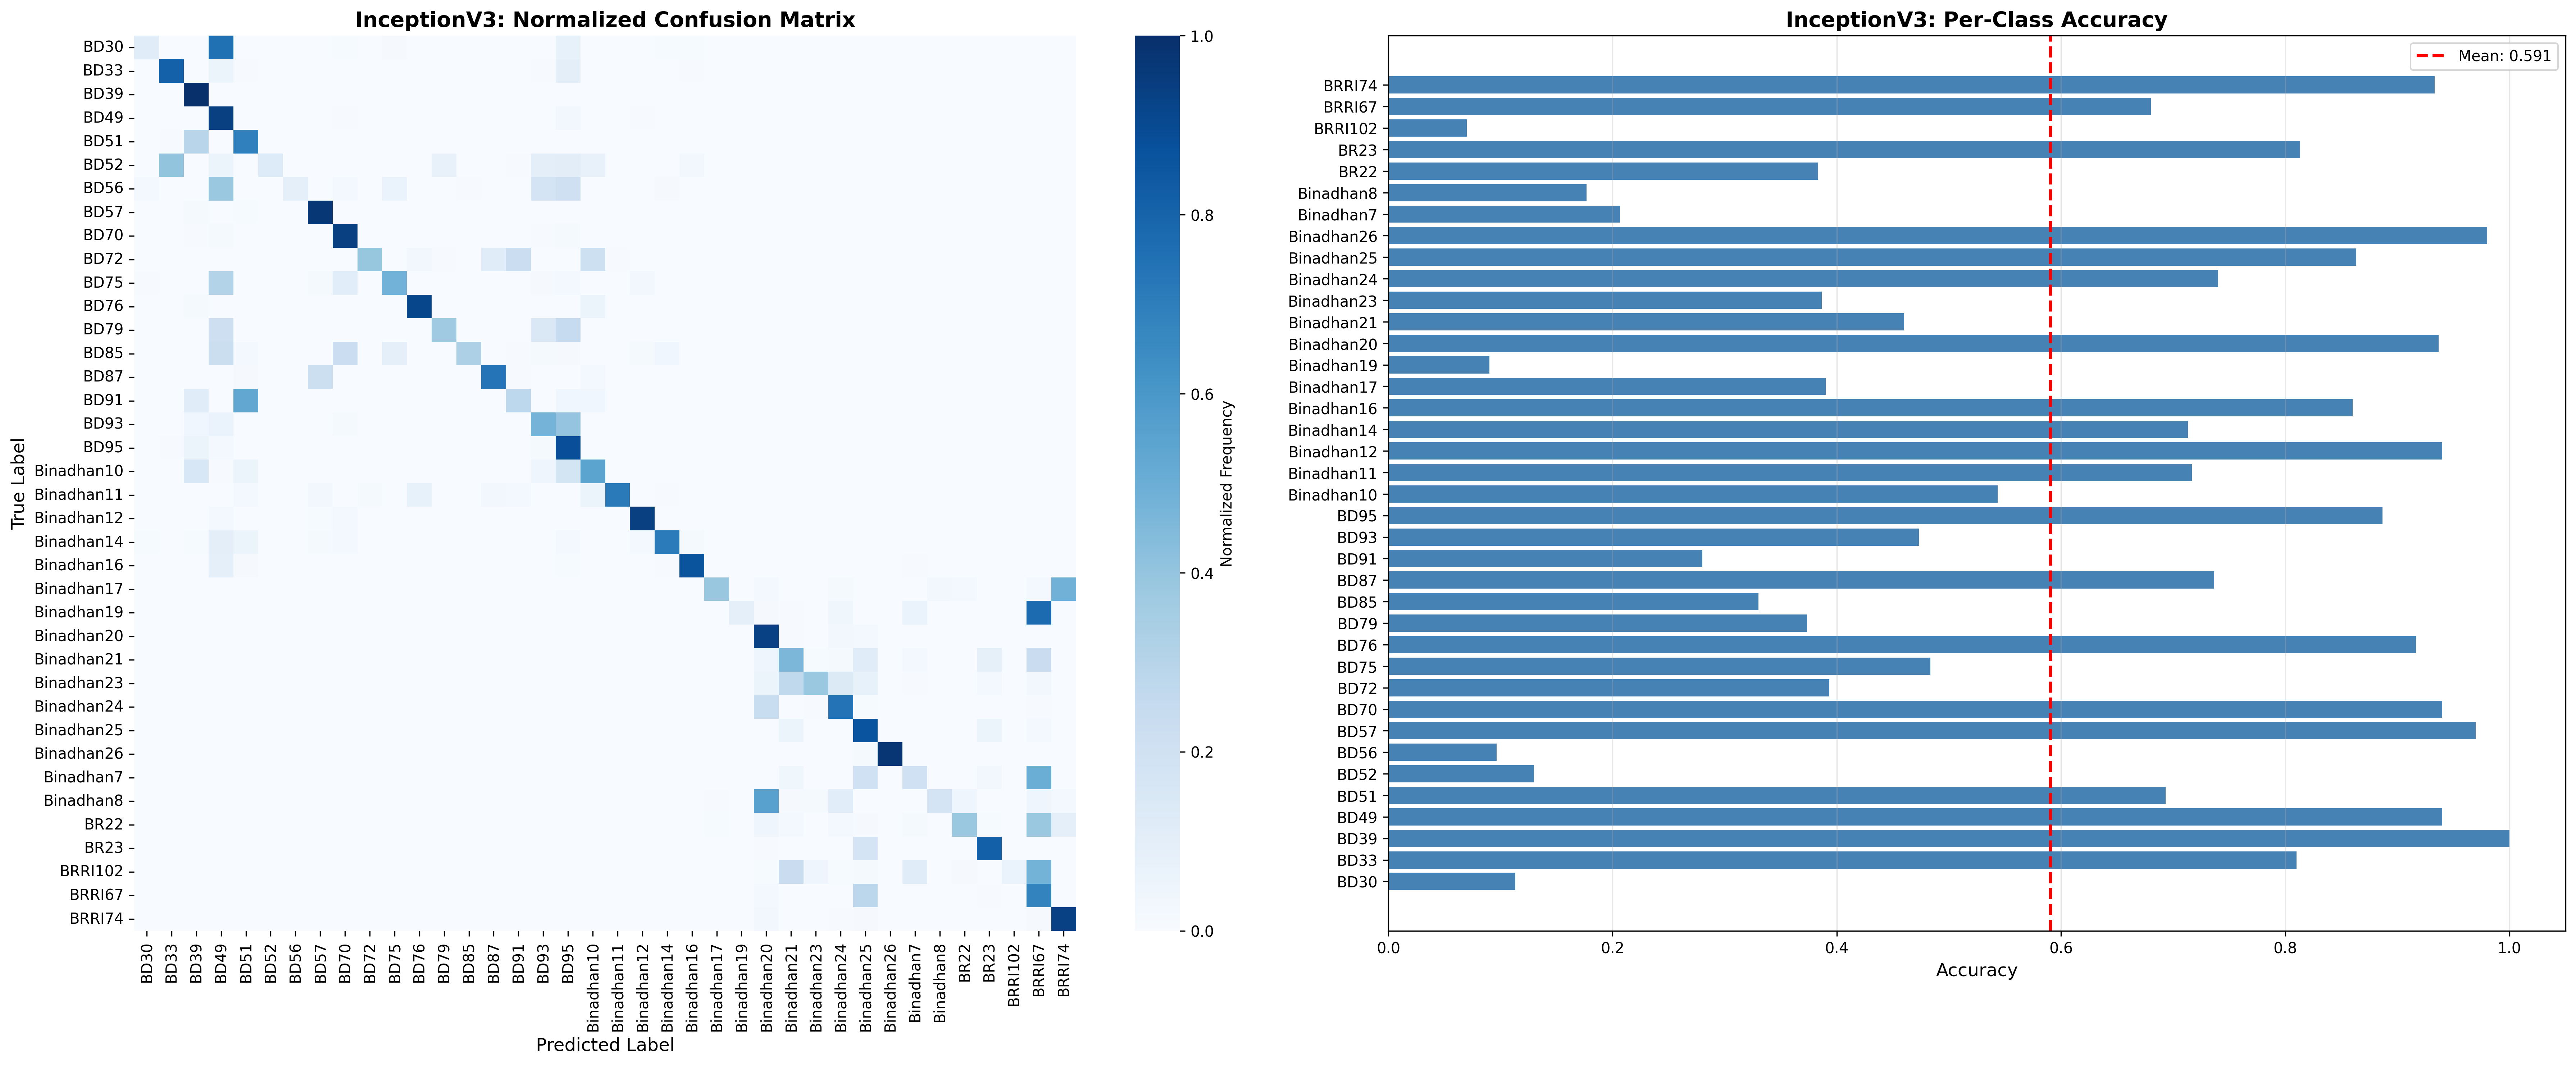 InceptionV3: Normalized Confusion Matrix
True Label
BD30
BD33
BD39
BD49
BD51
BD52
BD56
BD57
BD70
BD72
BD75
BD76
BD79
BD85
BD87
BD91
BD93
BD95
Binadhan10
Binadhan11
Binadhan12
Binadhan14
Binadhan16
Binadhan17
Binadhan19
Binadhan20
Binadhan21
Binadhan23
Binadhan24
Binadhan25
Binadhan26
Binadhan7
Binadhan8
BR22
BR23
BRRI102
BRRI67
BRRI74
BD30 BD33 BD39 BD49 BD51 BD52 BD56 BD57 BD70 BD72 BD75 BD76 BD79 BD85 BD87 BD91 BD93 BD95 Binadhan10 Binadhan11 Binadhan12 Binadhan14 Binadhan16 Binadhan17 Binadhan19 Binadhan20 Binadhan21 Binadhan23 Binadhan24 Binadhan25 Binadhan26 Binadhan7 Binadhan8 BR22 BR23 BRRI102 BRRI67 BRRI74
Predicted Label
1.0
0.8
0.6
0.4
0.2
0.0
Normalized Frequency
InceptionV3: Per-Class Accuracy
Mean: 0.591
BRRI74
BRRI67
BRRI102
BR23
BR22
Binadhan8
Binadhan7
Binadhan26
Binadhan25
Binadhan24
Binadhan23
Binadhan21
Binadhan20
Binadhan19
Binadhan17
Binadhan16
Binadhan14
Binadhan12
Binadhan11
Binadhan10
BD95
BD93
BD91
BD87
BD85
BD79
BD76
BD75
BD72
BD70
BD57
BD56
BD52
BD51
BD49
BD39
BD33
BD30
0.0 0.2 0.4 0.6 0.8 1.0
Accuracy